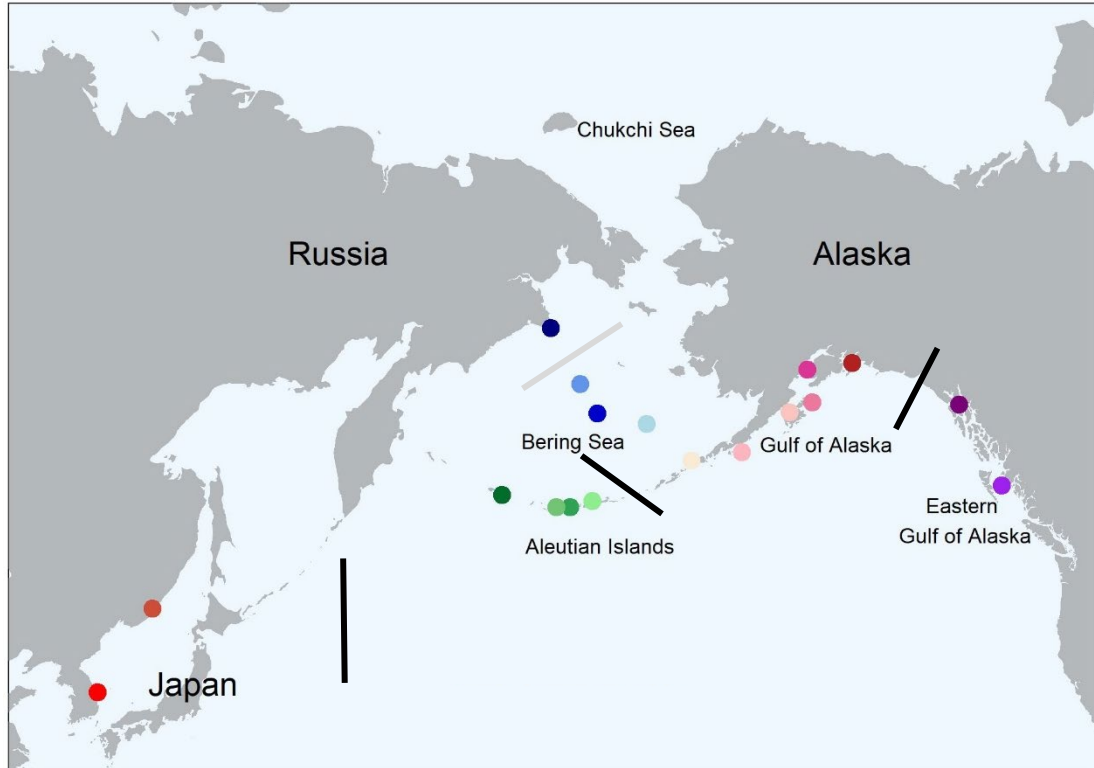 Chukchi Sea
Russia
Alaska
Bering Sea
Gulf of Alaska
Aleutian Islands
Eastern
Gulf of Alaska
Japan